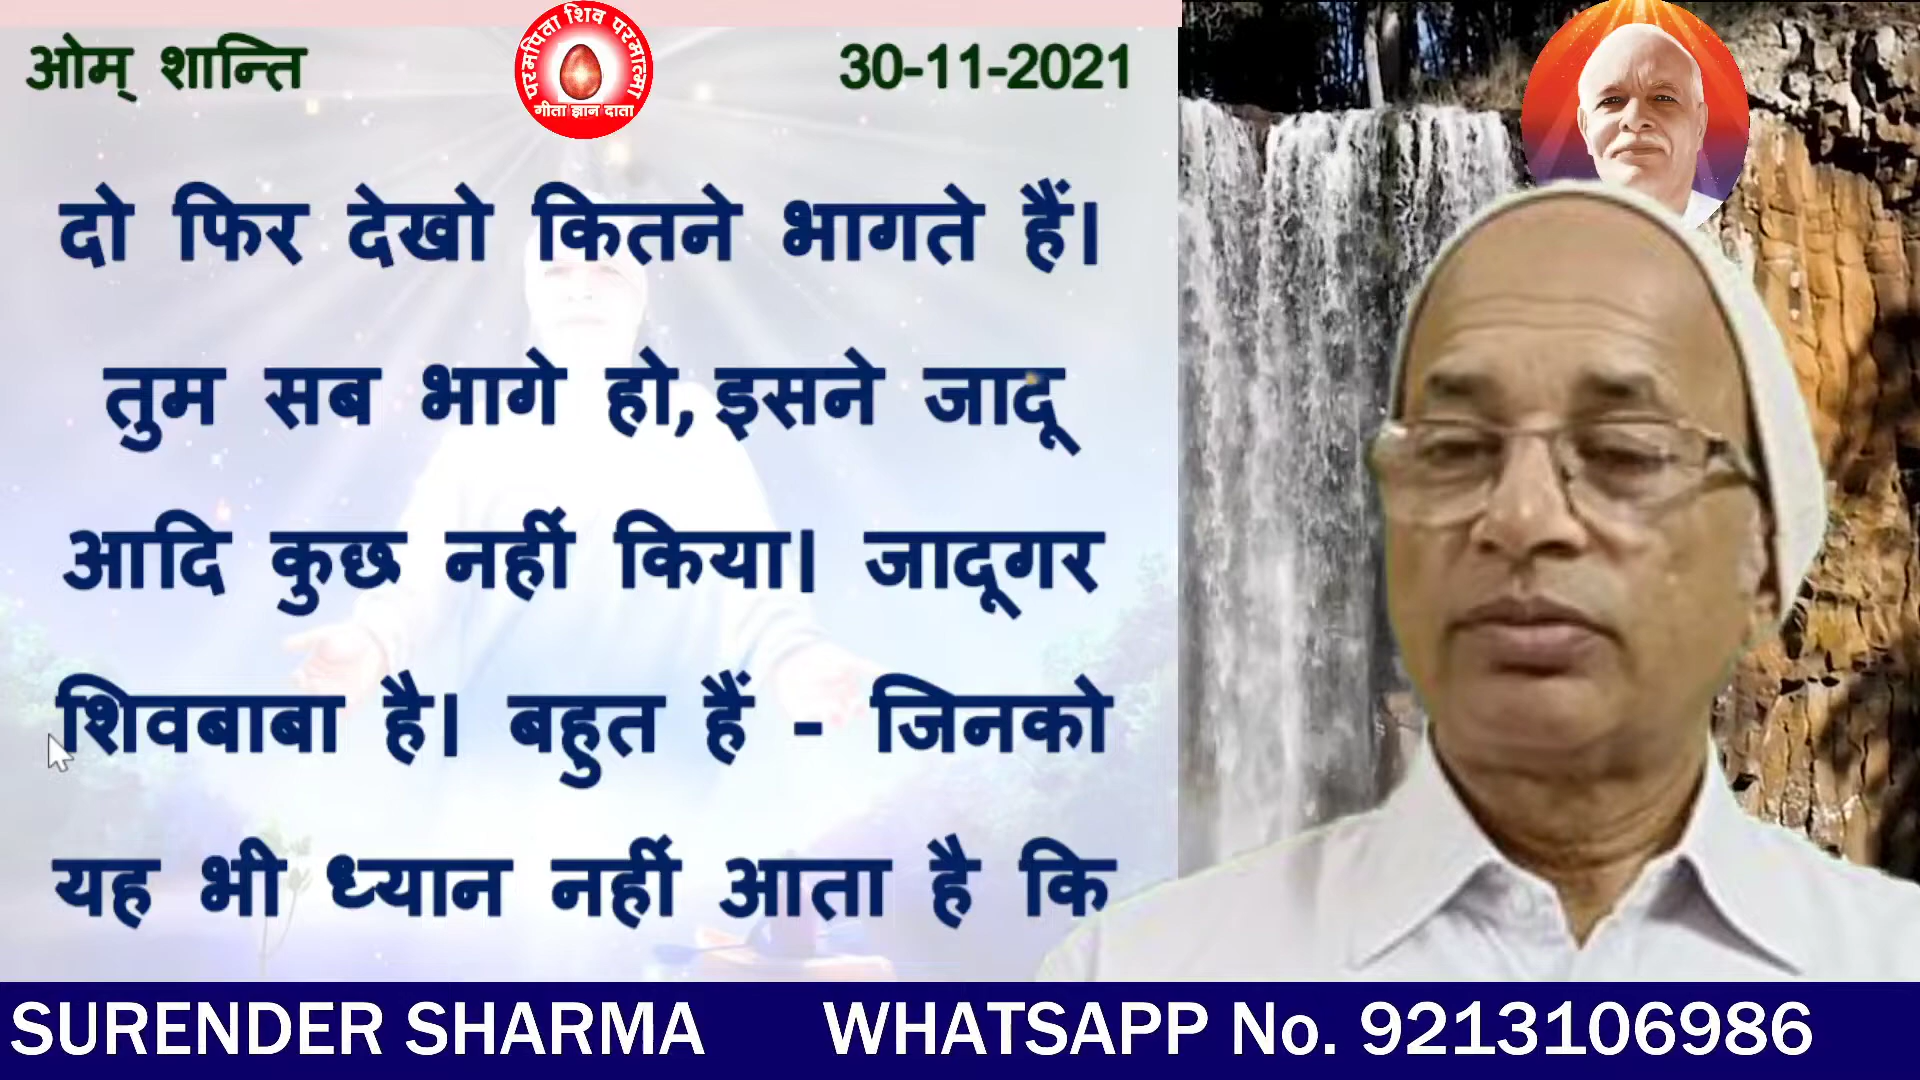 ओम् शान्ति
परमपिता शिव परमात्मा
गीता ज्ञान दाता
30-11-2021
दो फिर देखो कितने भागते हैं।
तुम सब भागे हो, इसने जादू
आदि कुछ नहीं किया। जादूगर
शिवबाबा है। बहुत हैं - जिनको
यह भी ध्यान नहीं आता है कि
SURENDER SHARMA WHATSAPP No. 9213106986